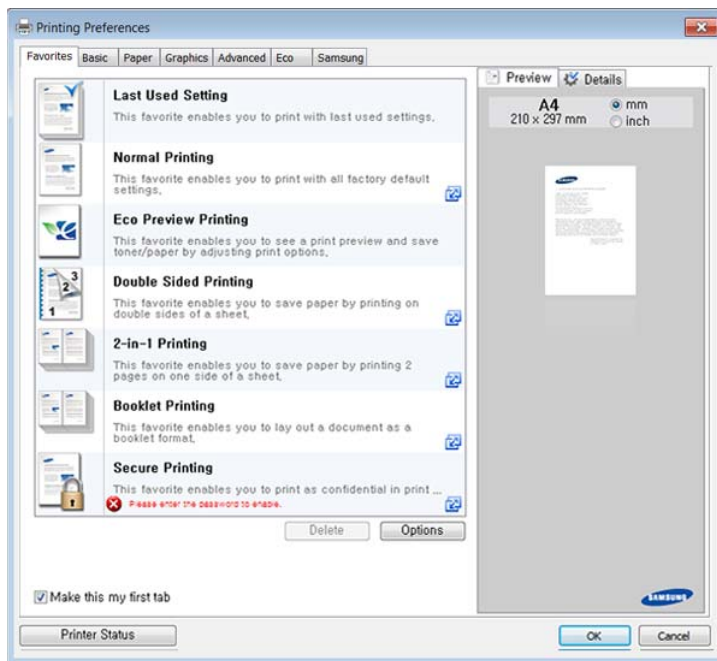 Printing Preferences
Favorites Basic Paper Graphics Advanced Eco Samsung
Last Used Setting
This favorite enables you to print with last used settings.
Normal Printing
This favorite enables you to print with all factory default
settings.
Eco Preview Printing
This favorite enables you to see a print preview and save
toner/paper by adjusting print options.
3
2
1
Double Sided Printing
This favorite enables you to save paper by printing on
double sides of a sheet.
2-in-1 Printing
This favorite enables you to save paper by printing 2
pages on one side of a sheet.
Booklet Printing
This favorite enables you to lay out a document as a
booklet format.
Secure Printing
This favorite enables you to print as confidential in print ...
Please enter the password to enable.
Delete Options
Make this my first tab
Printer Status
Preview Details
A4
210 x 297 mm
mm
inch
SAMSUNG
OK Cancel